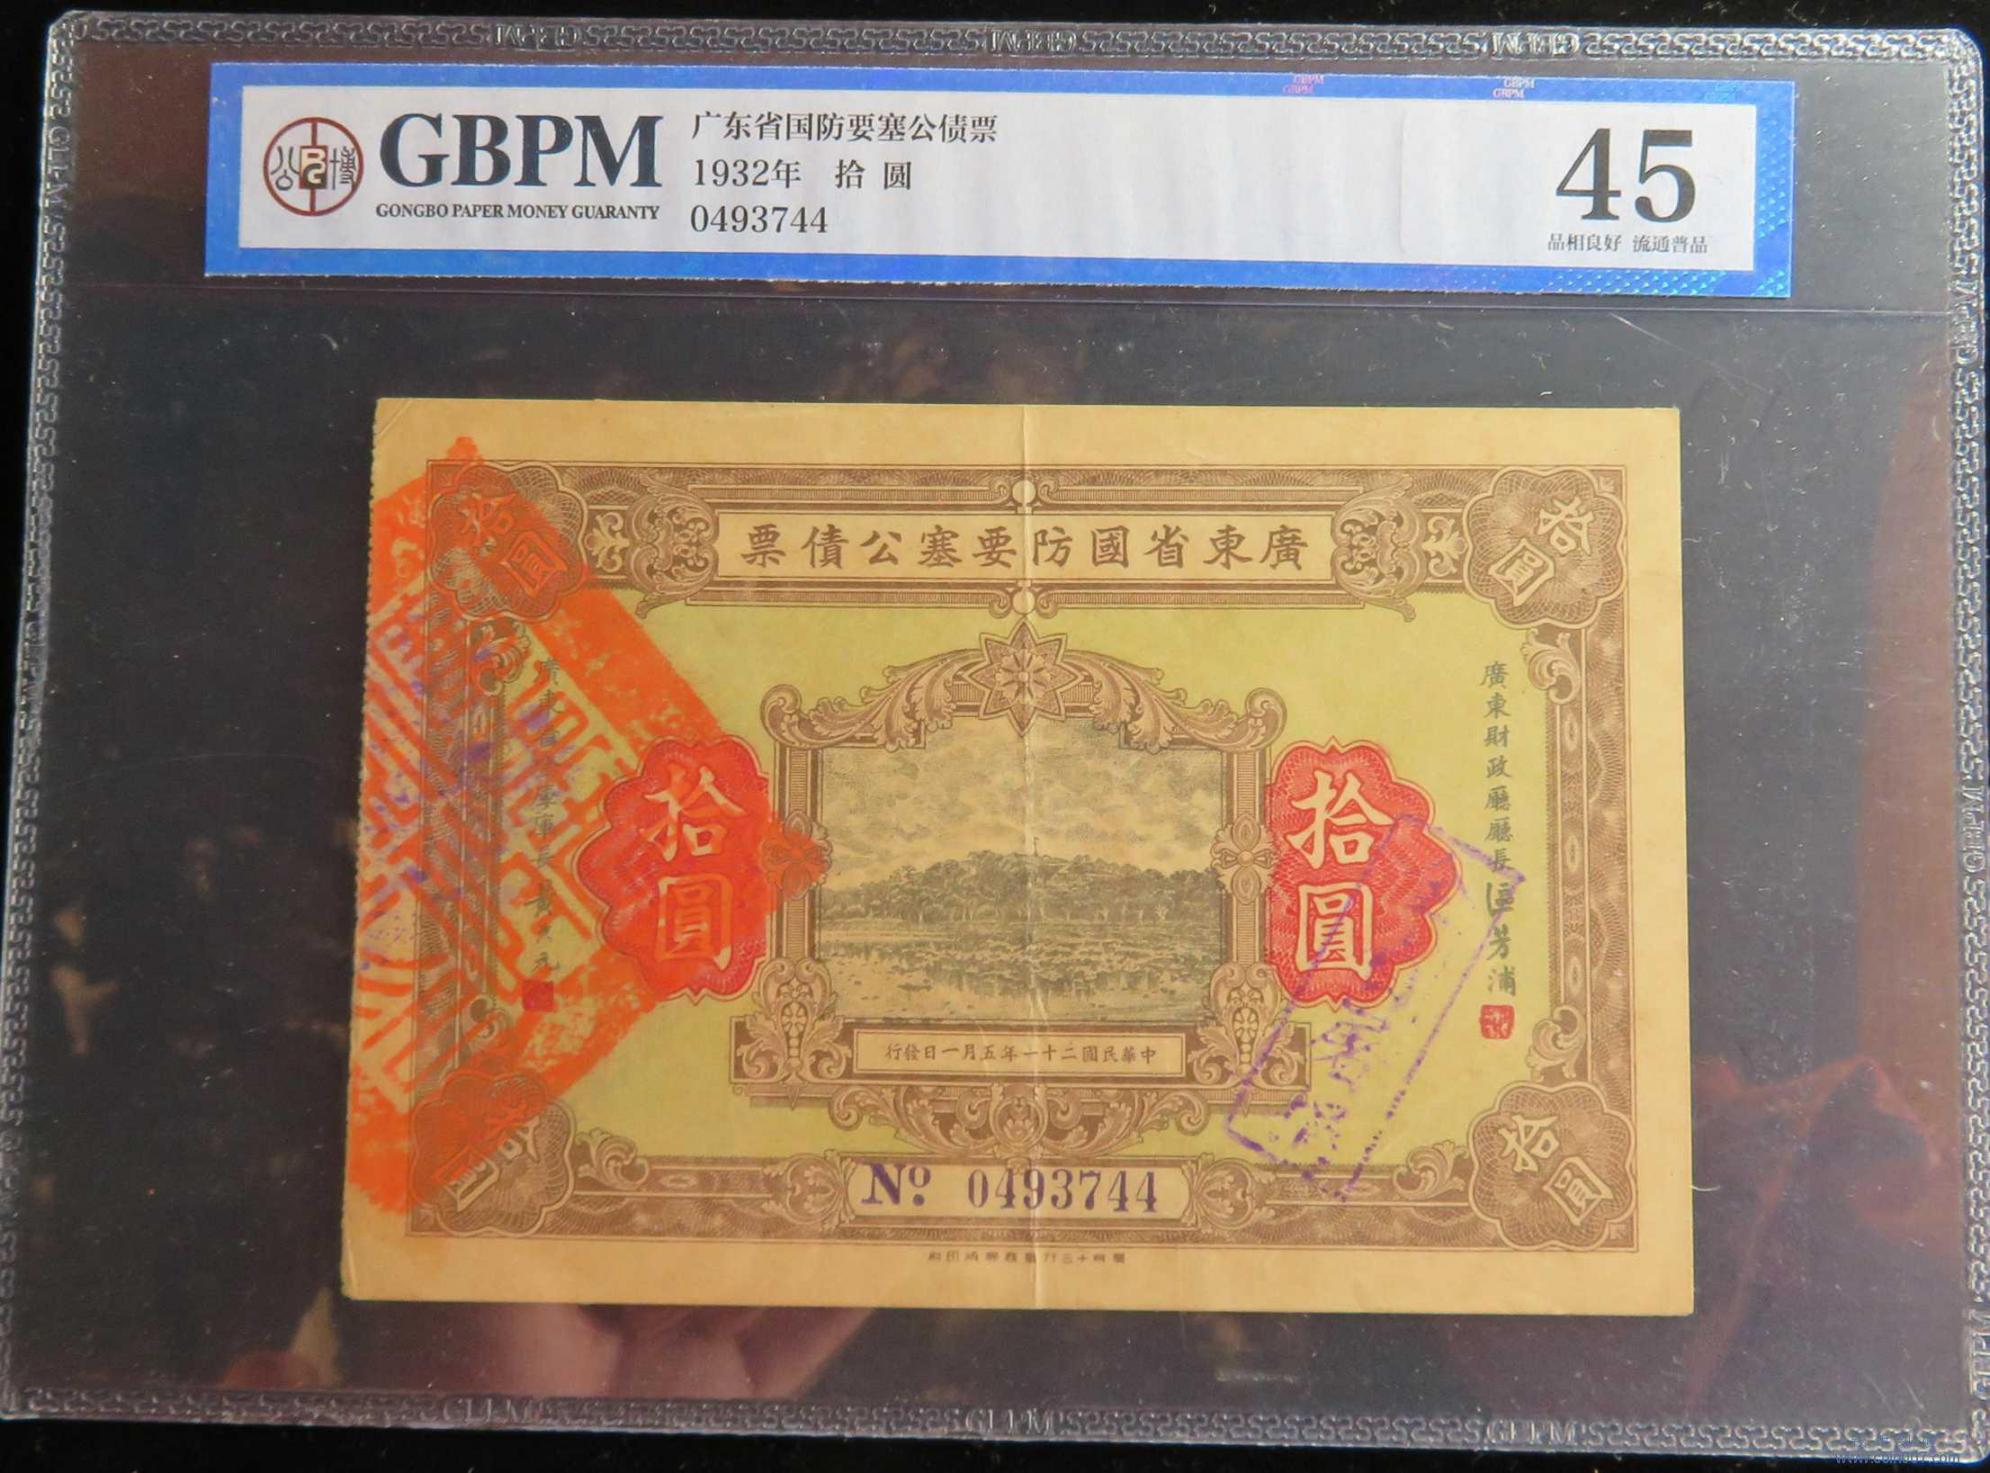 GBPM
GONGBO PAPER MONEY GUARANTY
广东省国防要塞公债票
1932年 拾 圆
0493744
45
品相良好 流通普品
拾圓
拾圓
廣東省國防要塞公債票
廣東財政廳廳長區芳浦
拾圓
拾圓
中華民國二十一年五月一日發行
拾圓
拾圓
Nº 0493744